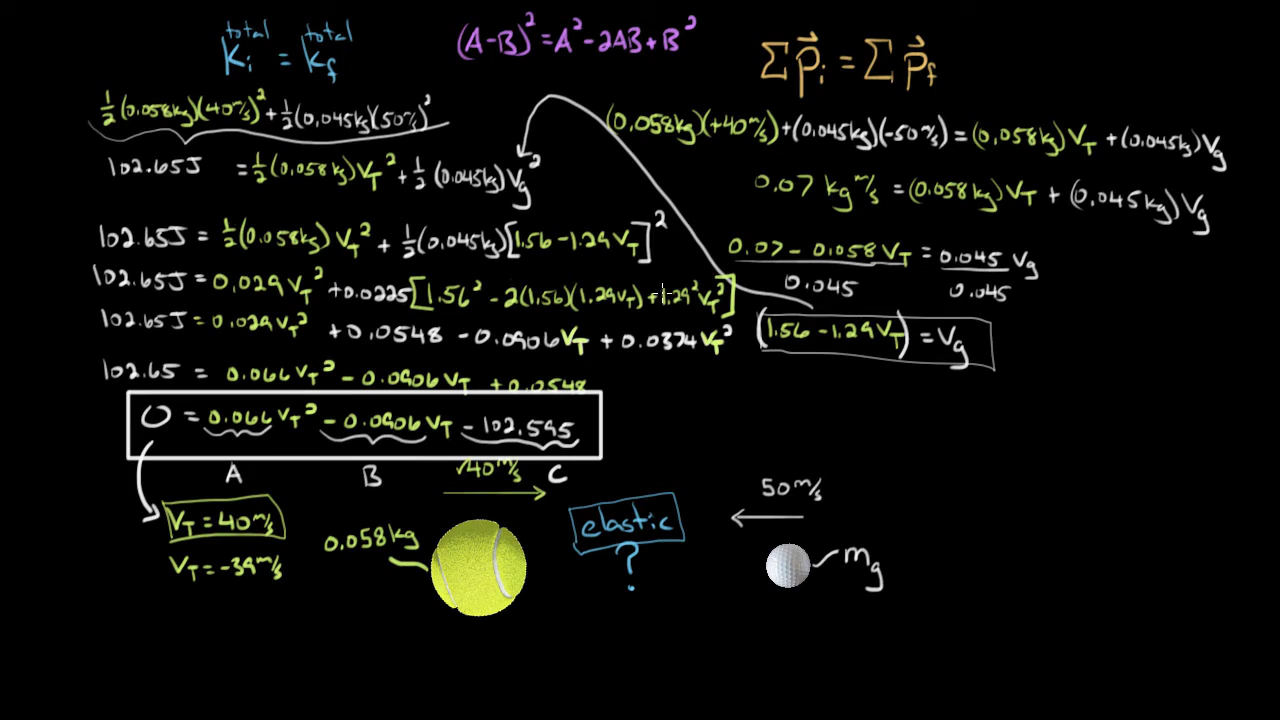 total total
Kᵢ = K_f
(A-B)² = A² - 2AB + B²
Σp⃗ᵢ = Σp⃗_f
½(0.058kg)(40m/s)² + ½(0.045kg)(50m/s)²
102.65J = ½(0.058kg)V_T² + ½(0.045kg)V_g²
102.65J = ½(0.058kg)V_T² + ½(0.045kg)[1.56 - 1.29V_T]²
102.65J = 0.029V_T² + 0.0225[1.56² - 2(1.56)(1.29V_T) + 1.29²V_T²]
102.65J = 0.029V_T² + 0.0548 - 0.0906V_T + 0.0374V_T²
102.65 = 0.066V_T² - 0.0906V_T + 0.0548
0 = 0.066V_T² - 0.0906V_T - 102.595
A B C
V_T = 40m/s
V_T = -39m/s
(0.058kg)(+40m/s) + (0.045kg)(-50m/s) = (0.058kg)V_T + (0.045kg)V_g
0.07 kg m/s = (0.058kg)V_T + (0.045kg)V_g
0.07 - 0.058V_T = 0.045V_g
0.045 0.045
(1.56 - 1.29V_T) = V_g
40m/s
0.058kg
elastic
?
50m/s
m_g